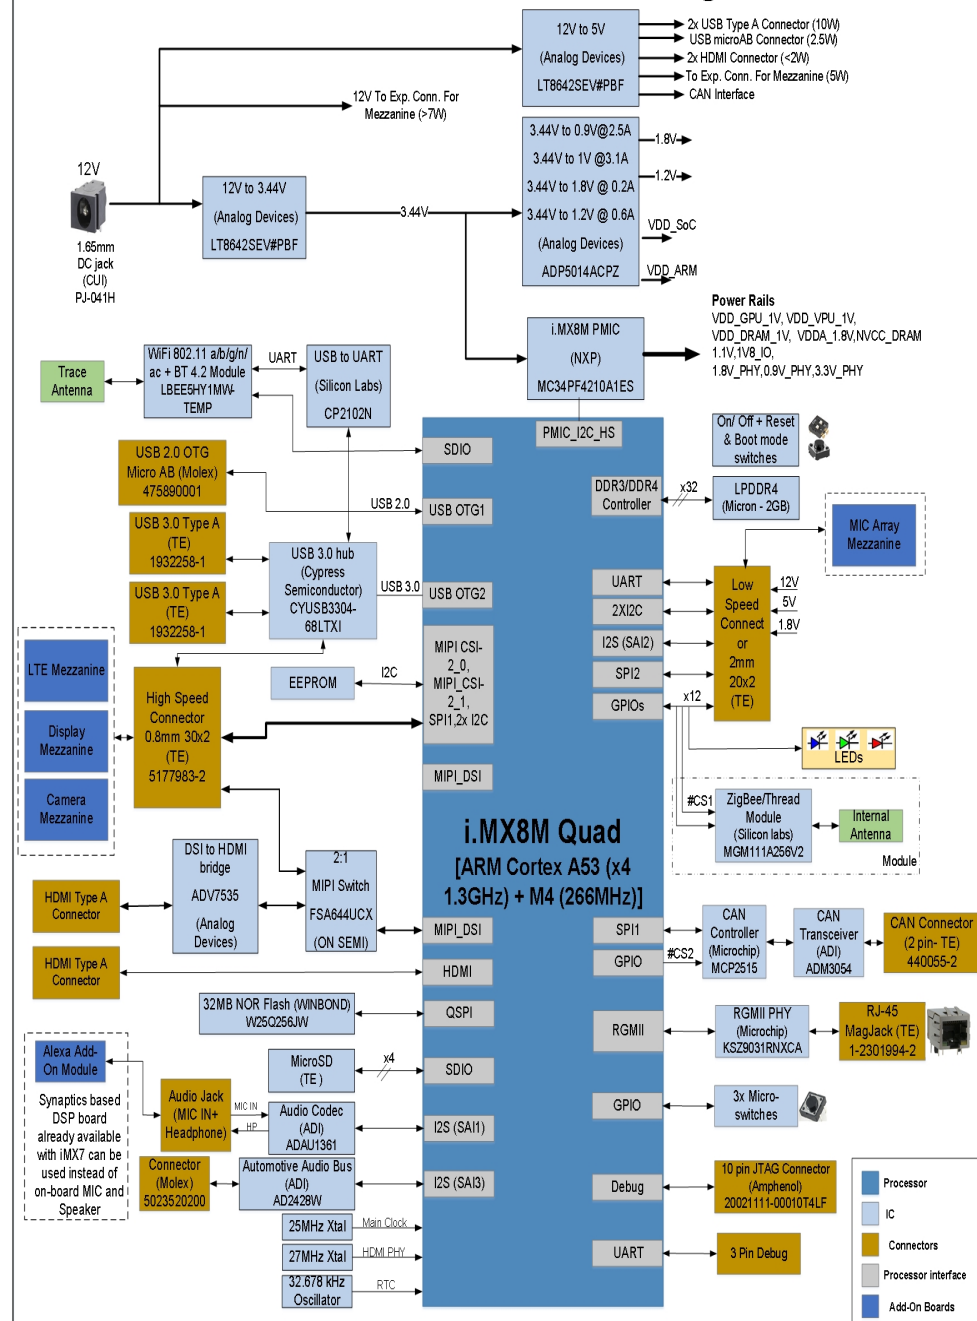 12V to 5V
(Analog Devices)
LT8642SEV#PBF
2x USB Type A Connector (10W)
USB microAB Connector (2.5W)
2x HDMI Connector (<2W)
To Exp. Conn. For Mezzanine (5W)
CAN Interface
12V To Exp. Conn. For
Mezzanine (>7W)
3.44V to 0.9V@2.5A
3.44V to 1V @3.1A
3.44V to 1.8V @ 0.2A
3.44V to 1.2V @ 0.6A
(Analog Devices)
ADP5014ACPZ
1.8V
1.2V
VDD_SoC
VDD_ARM
12V
1.65mm
DC jack
(CUI)
PJ-041H
12V to 3.44V
(Analog Devices)
LT8642SEV#PBF
3.44V
i.MX8M PMIC
(NXP)
MC34PF4210A1ES
Power Rails
VDD_GPU_1V, VDD_VPU_1V,
VDD_DRAM_1V, VDDA_1.8V,NVCC_DRAM
1.1V,1V8_IO,
1.8V_PHY,0.9V_PHY,3.3V_PHY
Trace
Antenna
WiFi 802.11 a/b/g/n/
ac + BT 4.2 Module
LBEE5HY1MW-
TEMP
UART
USB to UART
(Silicon Labs)
CP2102N
PMIC_I2C_HS
On/ Off + Reset
& Boot mode
switches
USB 2.0 OTG
Micro AB (Molex)
475890001
SDIO
USB 2.0
USB OTG1
DDR3/DDR4
Controller
x32
LPDDR4
(Micron - 2GB)
MIC Array
Mezzanine
USB 3.0 Type A
(TE)
1932258-1
USB 3.0 Type A
(TE)
1932258-1
USB 3.0 hub
(Cypress
Semiconductor)
CYUSB3304-
68LTXI
USB 3.0
USB OTG2
UART
2XI2C
I2S (SAI2)
SPI2
GPIOs
x12
Low
Speed
Connect
or
2mm
20x2
(TE)
12V
5V
1.8V
LTE Mezzanine
Display
Mezzanine
Camera
Mezzanine
High Speed
Connector
0.8mm 30x2
(TE)
5177983-2
EEPROM
I2C
MIPI CSI-
2_0,
MIPI_CSI-
2_1,
SPI1,2x I2C
MIPI_DSI
LEDs
#CS1
ZigBee/Thread
Module
(Silicon labs)
MGM111A256V2
Internal
Antenna
Module
i.MX8M Quad
[ARM Cortex A53 (x4
1.3GHz) + M4 (266MHz)]
HDMI Type A
Connector
DSI to HDMI
bridge
ADV7535
(Analog
Devices)
2:1
MIPI Switch
FSA644UCX
(ON SEMI)
MIPI_DSI
HDMI Type A
Connector
HDMI
SPI1
GPIO
#CS2
CAN
Controller
(Microchip)
MCP2515
CAN
Transceiver
(ADI)
ADM3054
CAN Connector
(2 pin- TE)
440055-2
32MB NOR Flash (WINBOND)
W25Q256JW
QSPI
RGMII
RGMII PHY
(Microchip)
KSZ9031RNXCA
RJ-45
MagJack (TE)
1-2301994-2
Alexa Add-
On Module
Synaptics based
DSP board
already available
with iMX7 can be
used instead of
on-board MIC and
Speaker
MicroSD
(TE )
x4
SDIO
GPIO
3x Micro-
switches
Audio Jack
(MIC IN+
Headphone)
MIC IN
HP
Audio Codec
(ADI)
ADAU1361
I2S (SAI1)
Connector
(Molex)
5023520200
Automotive Audio Bus
(ADI)
AD2428W
I2S (SAI3)
Debug
10 pin JTAG Connector
(Amphenol)
20021111-00010T4LF
25MHz Xtal
Main Clock
27MHz Xtal
HDMI PHY
32.678 kHz
Oscillator
RTC
UART
3 Pin Debug
Processor
IC
Connectors
Processor interface
Add-On Boards